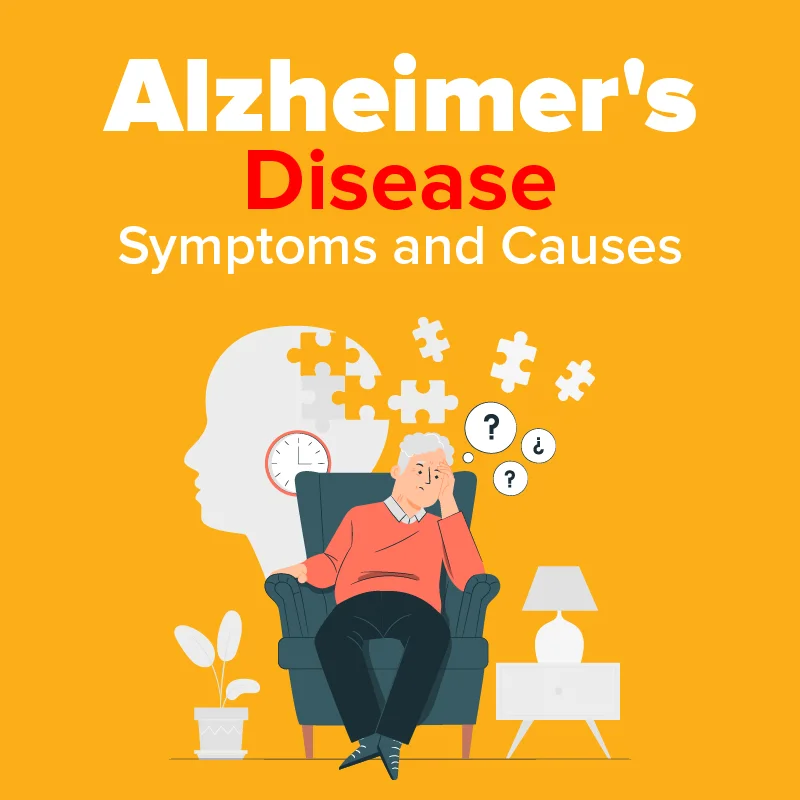 Alzheimer's
Disease
Symptoms and Causes
?
¿
?